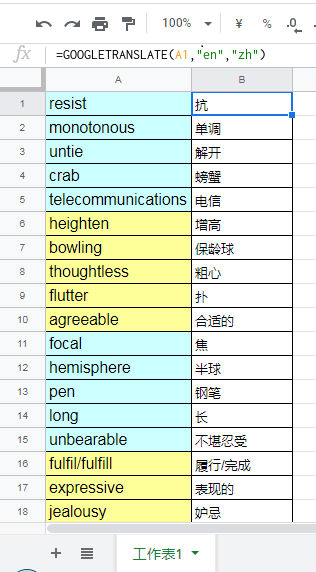 100% ¥ % .0
fx =GOOGLETRANSLATE(A1,"en","zh")
A B
1 resist 抗
2 monotonous 单调
3 untie 解开
4 crab 螃蟹
5 telecommunications 电信
6 heighten 增高
7 bowling 保龄球
8 thoughtless 粗心
9 flutter 扑
10 agreeable 合适的
11 focal 焦
12 hemisphere 半球
13 pen 钢笔
14 long 长
15 unbearable 不堪忍受
16 fulfil/fulfill 履行/完成
17 expressive 表现的
18 jealousy 妒忌
工作表1